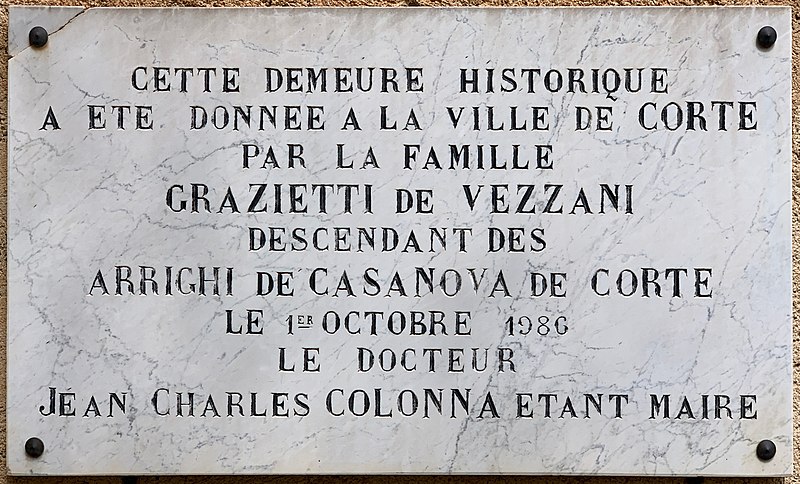 CETTE DEMEURE HISTORIQUE
A ETE DONNEE A LA VILLE DE CORTE
PAR LA FAMILLE
GRAZIETTI DE VEZZANI
DESCENDANT DES
ARRIGHI DE CASANOVA DE CORTE
LE 1ER OCTOBRE 1986
LE DOCTEUR
JÉAN CHARLES COLONNA ETANT MAIRE